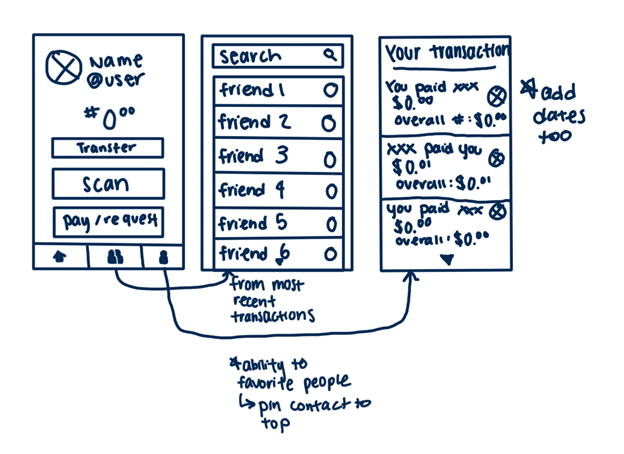 Name
@user
# 0⁰⁰
Transfer
scan
pay/request
search
friend 1
friend 2
friend 3
friend 4
friend 5
friend 6
from most
recent
transactions
*ability to
favorite people
↳ pin contact to
top
Your transaction
You paid xxx
$0.⁰⁰
overall #:$0.⁰⁰
xxx paid you
$0.⁰¹
overall:$0.⁰¹
you paid xxx
$0.⁰⁰
overall:$0.⁰⁰
*add
dates
too